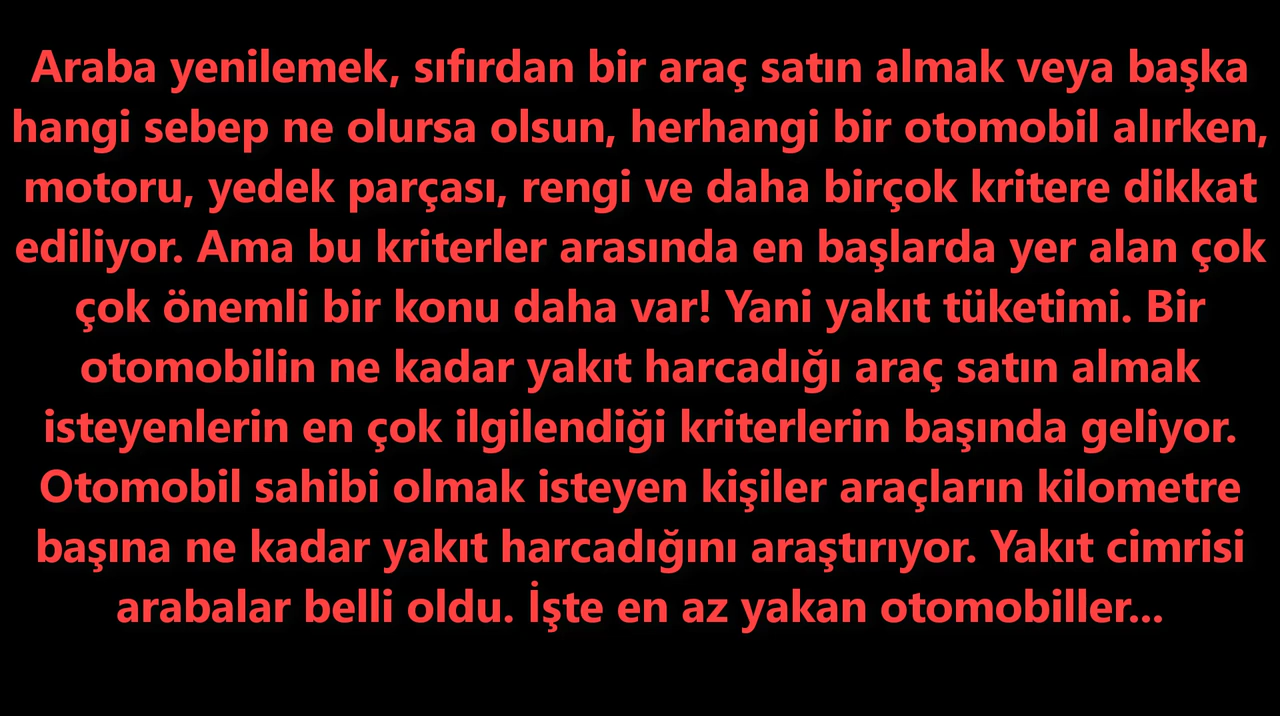 Araba yenilemek, sıfırdan bir araç satın almak veya başka
hangi sebep ne olursa olsun, herhangi bir otomobil alırken,
motoru, yedek parçası, rengi ve daha birçok kritere dikkat
ediliyor. Ama bu kriterler arasında en başlarda yer alan çok
çok önemli bir konu daha var! Yani yakıt tüketimi. Bir
otomobilin ne kadar yakıt harcadığı araç satın almak
isteyenlerin en çok ilgilendiği kriterlerin başında geliyor.
Otomobil sahibi olmak isteyen kişiler araçların kilometre
başına ne kadar yakıt harcadığını araştırıyor. Yakıt cimrisi
arabalar belli oldu. İşte en az yakan otomobiller...